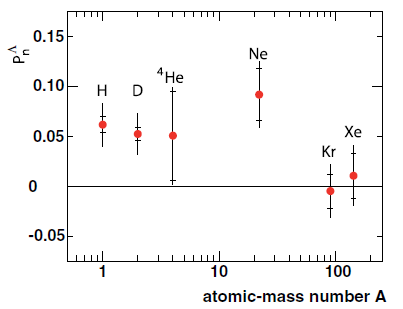 0.15
P_n^Λ
0.10
0.05
0
-0.05
H D ⁴He Ne Kr Xe
1 10 100
atomic-mass number A